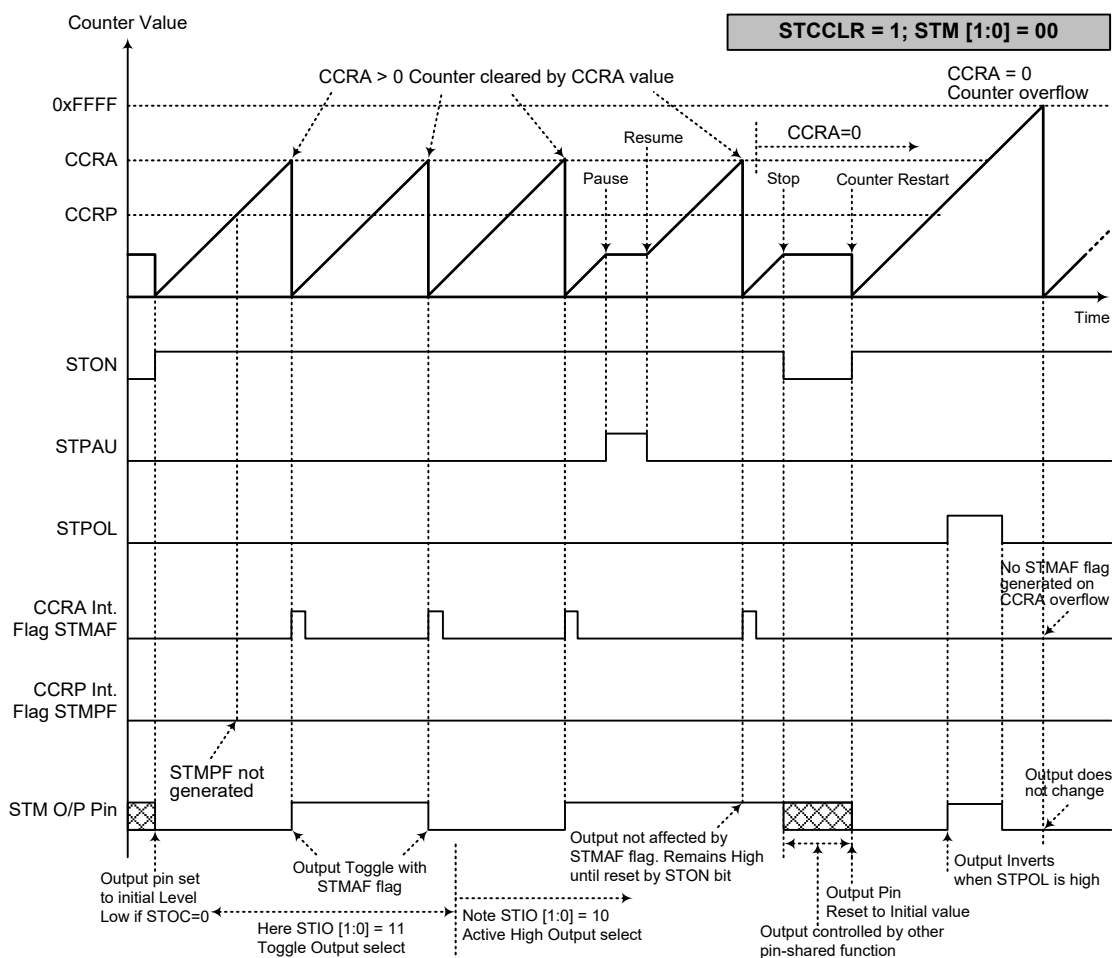 Counter Value
STCCLR = 1; STM [1:0] = 00
CCRA > 0 Counter cleared by CCRA value
CCRA = 0
Counter overflow
0xFFFF
CCRA
CCRP
Resume
CCRA=0
Pause
Stop
Counter Restart
Time
STON
STPAU
STPOL
No STMAF flag
generated on
CCRA overflow
CCRA Int.
Flag STMAF
CCRP Int.
Flag STMPF
STMPF not
generated
STM O/P Pin
Output does
not change
Output pin set
to initial Level
Low if STOC=0
Output Toggle with
STMAF flag
Here STIO [1:0] = 11
Toggle Output select
Note STIO [1:0] = 10
Active High Output select
Output not affected by
STMAF flag. Remains High
until reset by STON bit
Output Pin
Reset to Initial value
Output controlled by other
pin-shared function
Output Inverts
when STPOL is high